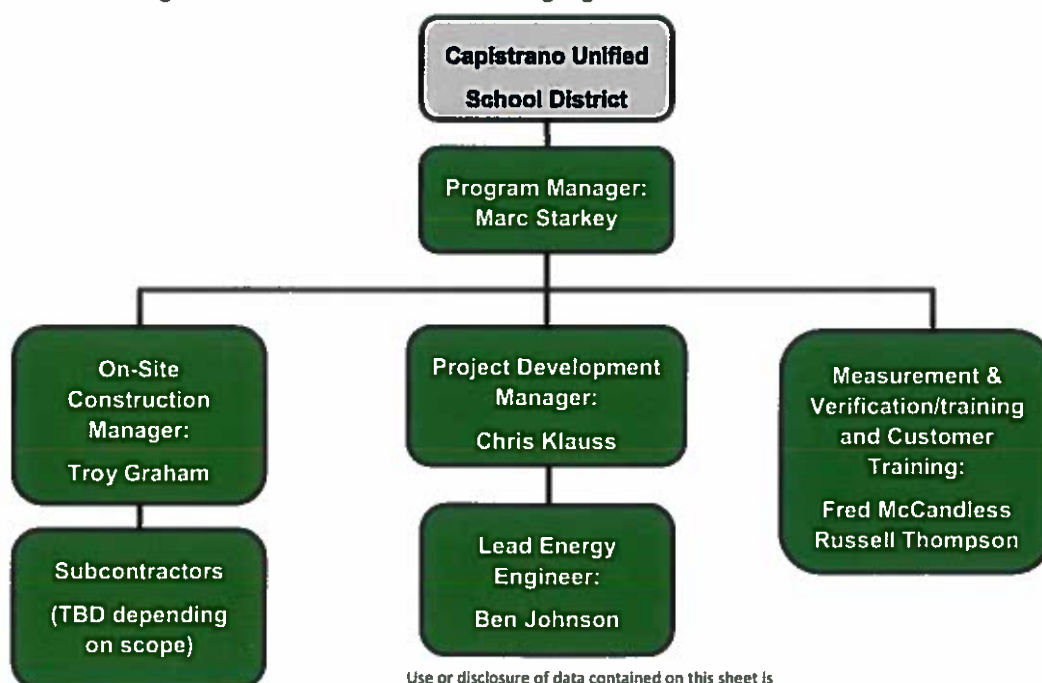 Capistrano Unified
School District
Program Manager:
Marc Starkey
On-Site
Construction
Manager:
Troy Graham
Project Development
Manager:
Chris Klauss
Measurement &
Verification/training
and Customer
Training:
Fred McCandless
Russell Thompson
Subcontractors
(TBD depending
on scope)
Lead Energy
Engineer:
Ben Johnson
Use or disclosure of data contained on this sheet is